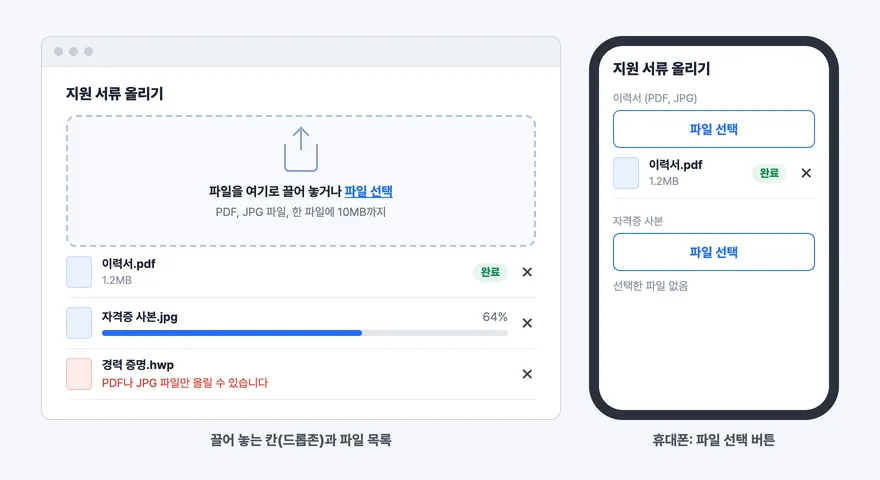 지원 서류 올리기
파일을 여기로 끌어 놓거나 파일 선택
PDF, JPG 파일, 한 파일에 10MB까지
이력서.pdf
1.2MB
완료
자격증 사본.jpg
64%
경력 증명.hwp
PDF나 JPG 파일만 올릴 수 있습니다
끌어 놓는 칸(드롭존)과 파일 목록
지원 서류 올리기
이력서 (PDF, JPG)
파일 선택
이력서.pdf
1.2MB
완료
자격증 사본
파일 선택
선택한 파일 없음
휴대폰: 파일 선택 버튼